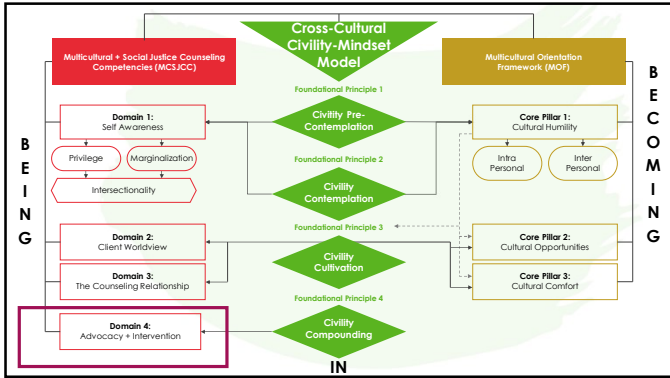 Cross-Cultural
Civility-Mindset
Model
Multicultural + Social Justice Counseling
Competencies (MCSJCC)
Multicultural Orientation
Framework (MOF)
BEING
BECOMING
Foundational Principle 1
Domain 1:
Self Awareness
Civitity Pre-
Contemplation
Core Pillar 1:
Cultural Humility
Privilege
Marginalization
Intra
Personal
Inter
Personal
Foundational Principle 2
Intersectionality
Civility
Contemplation
Foundational Principle 3
Domain 2:
Client Worldview
Core Pillar 2:
Cultural Opportunities
Civility
Cultivation
Domain 3:
The Counseling Relationship
Core Pillar 3:
Cultural Comfort
Foundational Principle 4
Domain 4:
Advocacy + Intervention
Civility
Compounding
IN